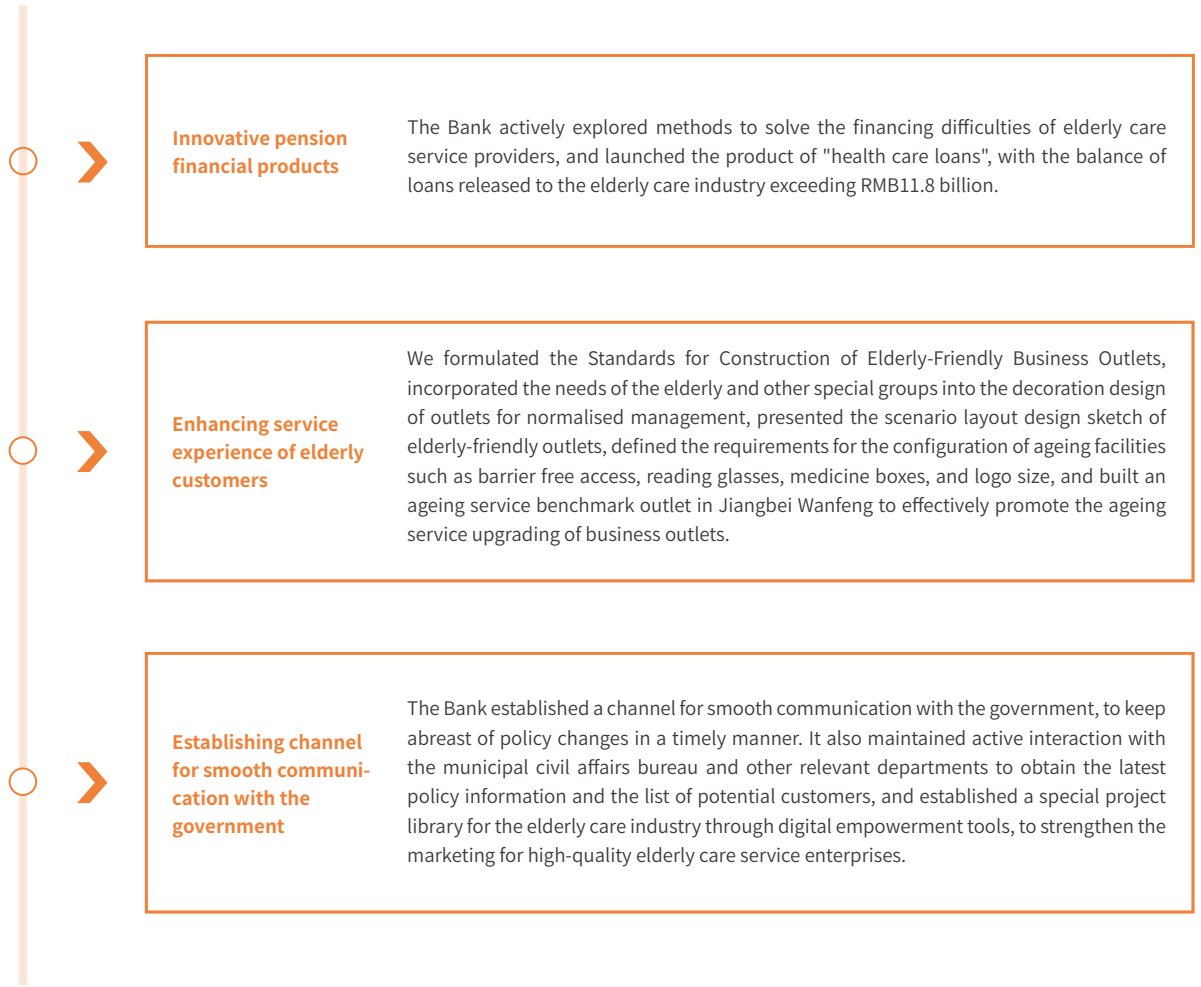 Innovative pension
financial products
The Bank actively explored methods to solve the financing difficulties of elderly care
service providers, and launched the product of "health care loans", with the balance of
loans released to the elderly care industry exceeding RMB11.8 billion.
Enhancing service
experience of elderly
customers
We formulated the Standards for Construction of Elderly-Friendly Business Outlets,
incorporated the needs of the elderly and other special groups into the decoration design
of outlets for normalised management, presented the scenario layout design sketch of
elderly-friendly outlets, defined the requirements for the configuration of ageing facilities
such as barrier free access, reading glasses, medicine boxes, and logo size, and built an
ageing service benchmark outlet in Jiangbei Wanfeng to effectively promote the ageing
service upgrading of business outlets.
Establishing channel
for smooth communi-
cation with the
government
The Bank established a channel for smooth communication with the government, to keep
abreast of policy changes in a timely manner. It also maintained active interaction with
the municipal civil affairs bureau and other relevant departments to obtain the latest
policy information and the list of potential customers, and established a special project
library for the elderly care industry through digital empowerment tools, to strengthen the
marketing for high-quality elderly care service enterprises.